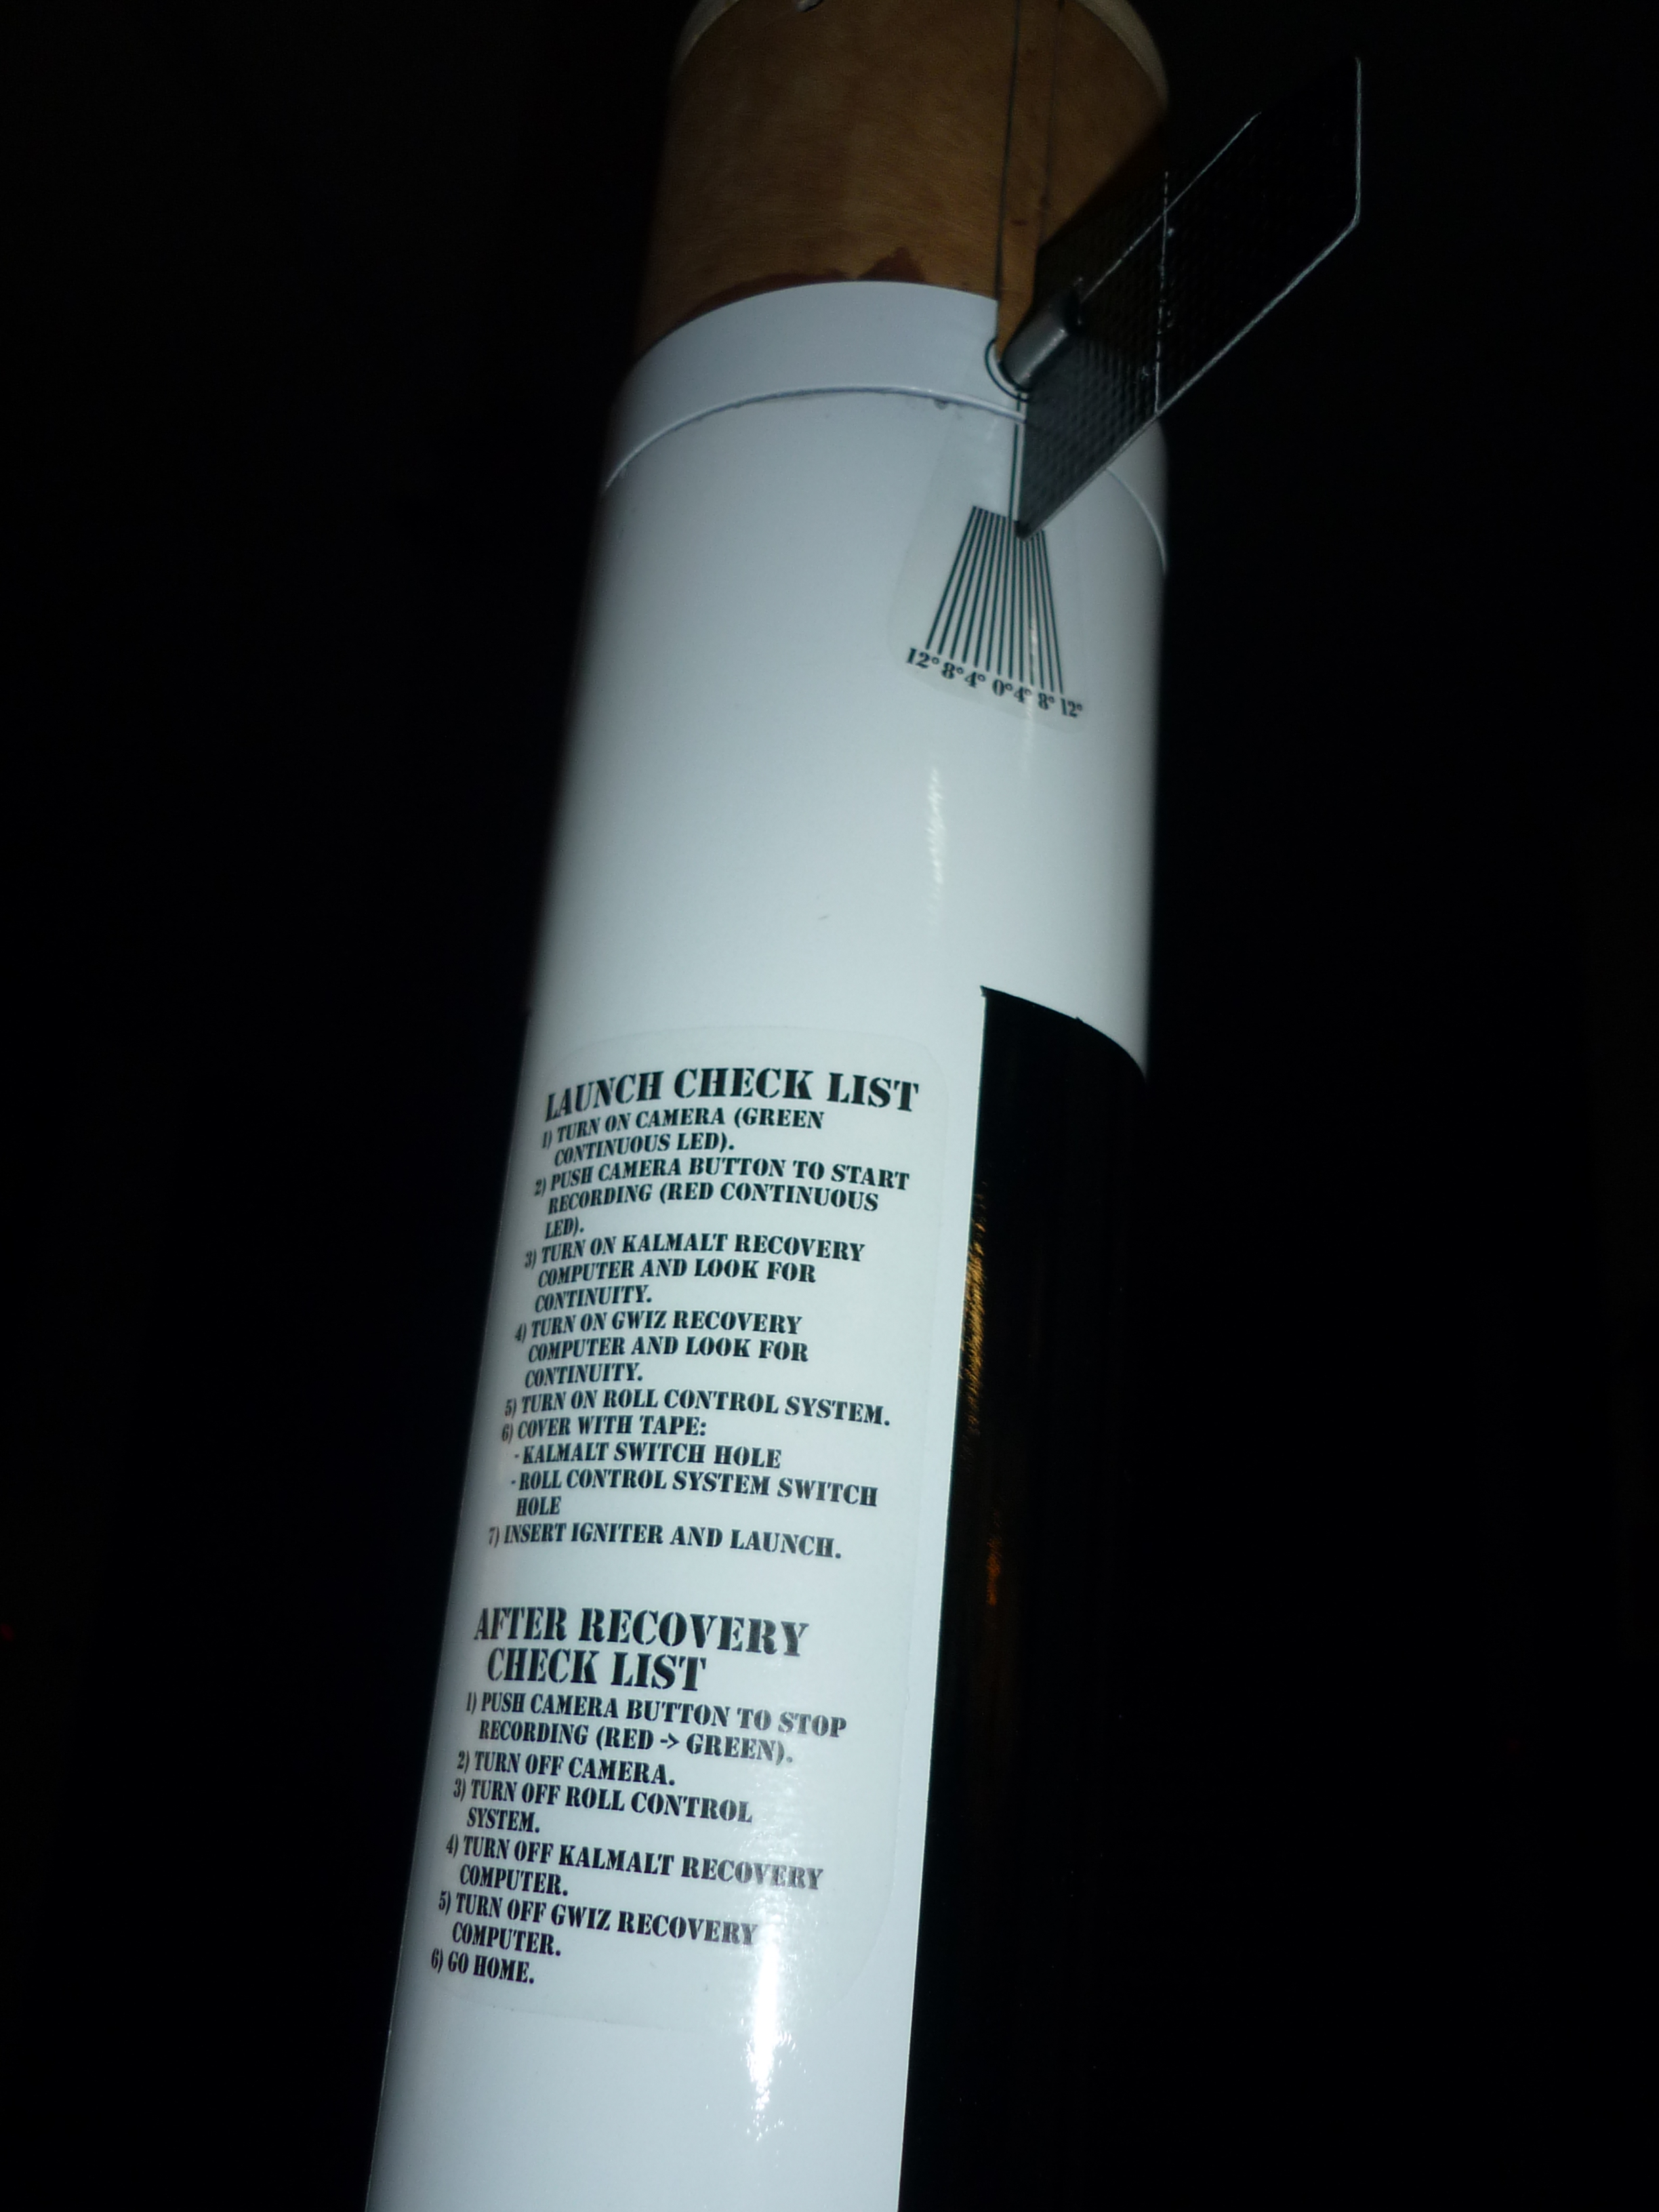 12° 8° 4° 0° 4° 8° 12°
LAUNCH CHECK LIST
1) TURN ON CAMERA (GREEN
CONTINUOUS LED).
2) PUSH CAMERA BUTTON TO START
RECORDING (RED CONTINUOUS
LED).
3) TURN ON KALMALT RECOVERY
COMPUTER AND LOOK FOR
CONTINUITY.
4) TURN ON GWIZ RECOVERY
COMPUTER AND LOOK FOR
CONTINUITY.
5) TURN ON ROLL CONTROL SYSTEM.
6) COVER WITH TAPE:
- KALMALT SWITCH HOLE
- ROLL CONTROL SYSTEM SWITCH
HOLE
7) INSERT IGNITER AND LAUNCH.
AFTER RECOVERY
CHECK LIST
1) PUSH CAMERA BUTTON TO STOP
RECORDING (RED -> GREEN).
2) TURN OFF CAMERA.
3) TURN OFF ROLL CONTROL
SYSTEM.
4) TURN OFF KALMALT RECOVERY
COMPUTER.
5) TURN OFF GWIZ RECOVERY
COMPUTER.
6) GO HOME.